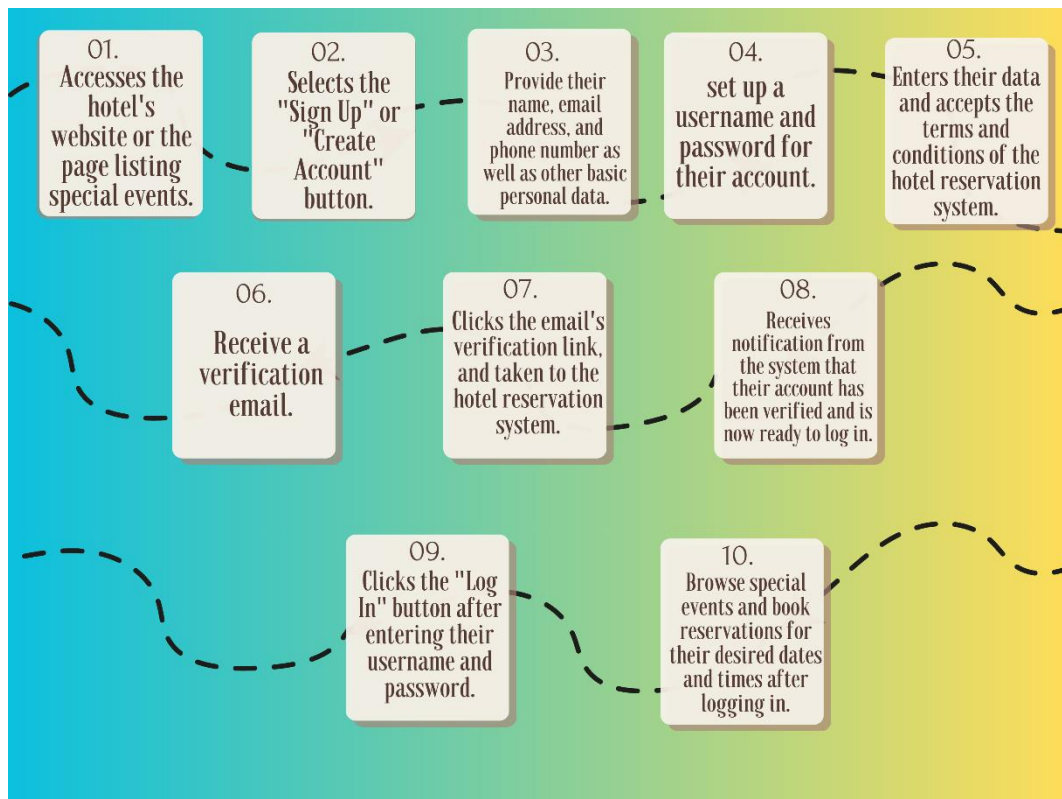 01.
Accesses the
hotel's
website or the
page listing
special events.
02.
Selects the
"Sign Up" or
"Create
Account"
button.
03.
Provide their
name, email
address, and
phone number as
well as other basic
personal data.
04.
set up a
username and
password for
their account.
05.
Enters their data
and accepts the
terms and
conditions of the
hotel reservation
system.
06.
Receive a
verification
email.
07.
Clicks the email's
verification link,
and taken to the
hotel reservation
system.
08.
Receives
notification from
the system that
their account has
been verified and is
now ready to log in.
09.
Clicks the "Log
In" button after
entering their
username and
password.
10.
Browse special
events and book
reservations for
their desired dates
and times after
logging in.